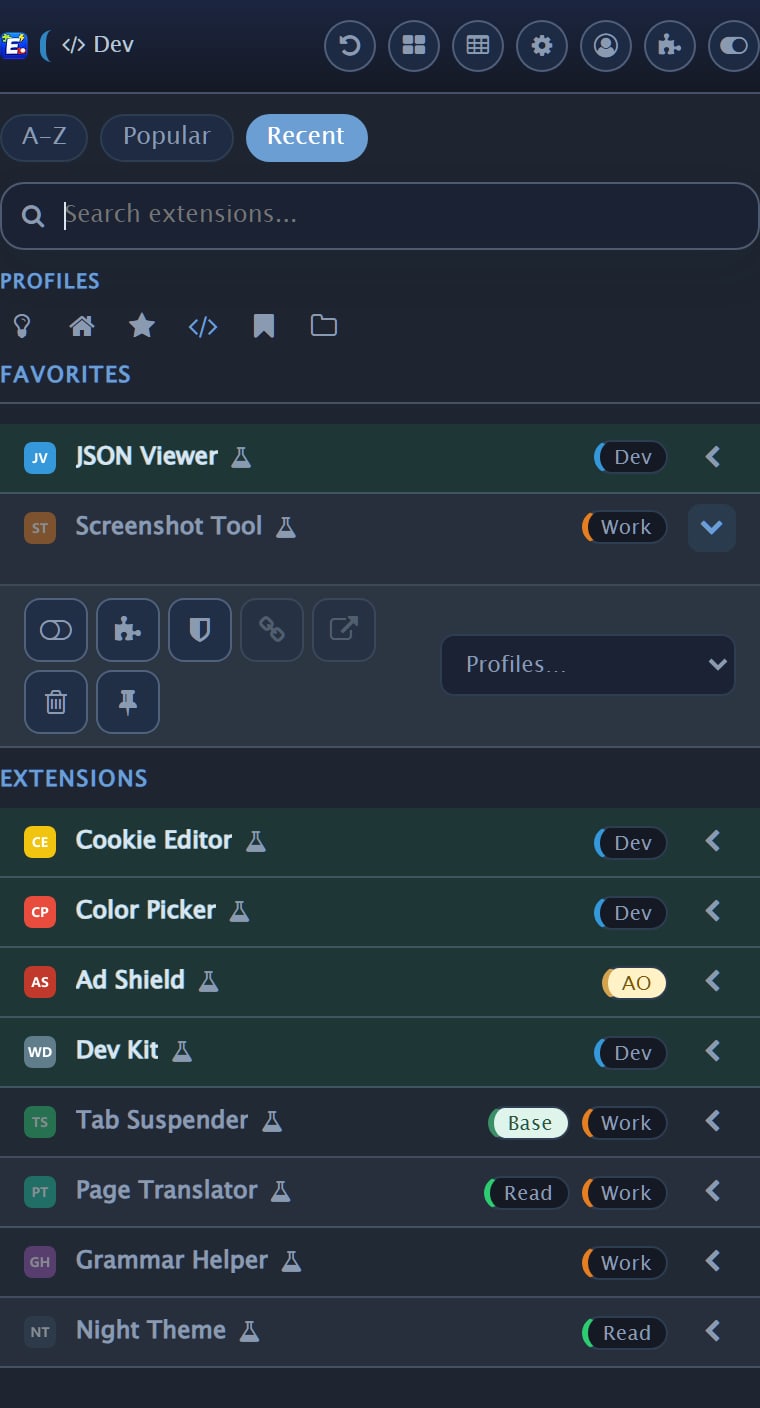 E </> Dev
A–Z Popular Recent
Search extensions...
PROFILES
</>
FAVORITES
JV JSON Viewer Dev
ST Screenshot Tool Work
Profiles...
EXTENSIONS
CE Cookie Editor Dev
CP Color Picker Dev
AS Ad Shield AO
WD Dev Kit Dev
TS Tab Suspender Base Work
PT Page Translator Read Work
GH Grammar Helper Work
NT Night Theme Read